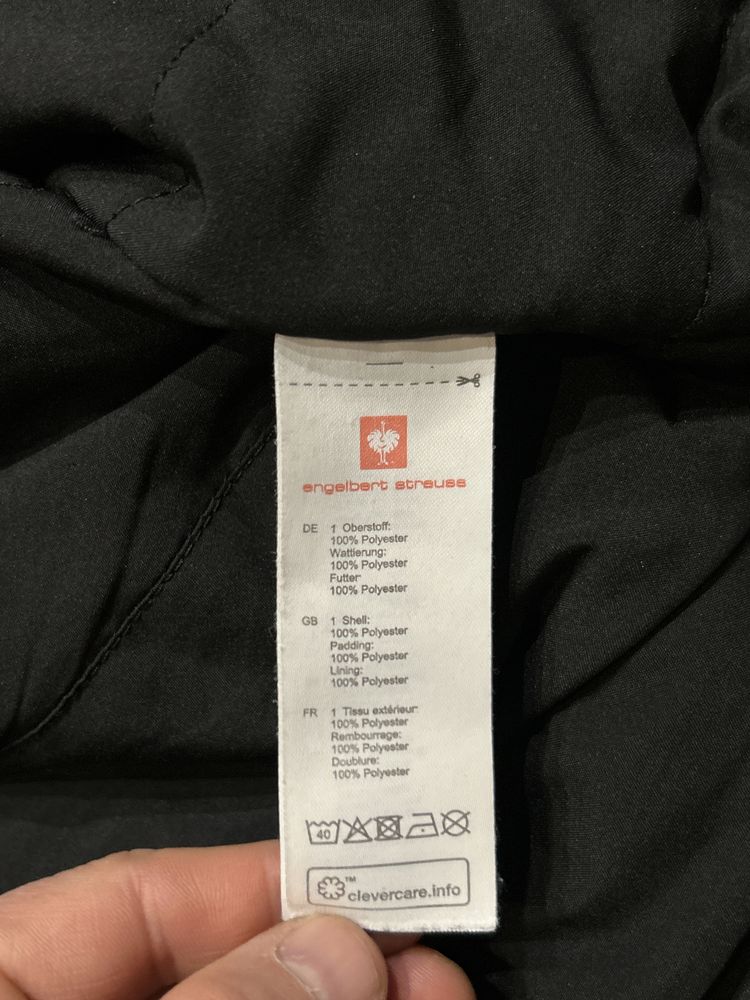 engelbert strauss
DE 1 Oberstoff:
100% Polyester
Wattierung:
100% Polyester
Futter
100% Polyester
GB 1 Shell:
100% Polyester
Padding:
100% Polyester
Lining:
100% Polyester
FR 1 Tissu extérieur
100% Polyester
Rembourrage:
100% Polyester
Doublure:
100% Polyester
40
™
clevercare.info